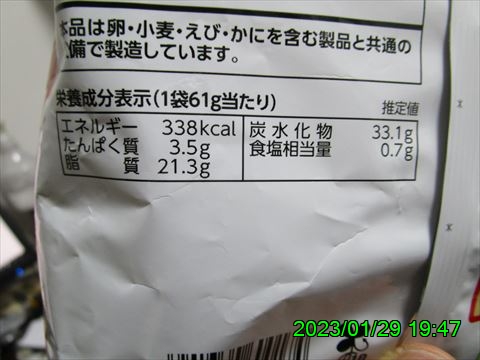 本品は卵・小麦・えび・かにを含む製品と共通の
備で製造しています。
栄養成分表示(1袋61g当たり)
推定値
エネルギー 338kcal
たんぱく質 3.5g
脂質 21.3g
炭水化物 33.1g
食塩相当量 0.7g
2023/01/29 19:47